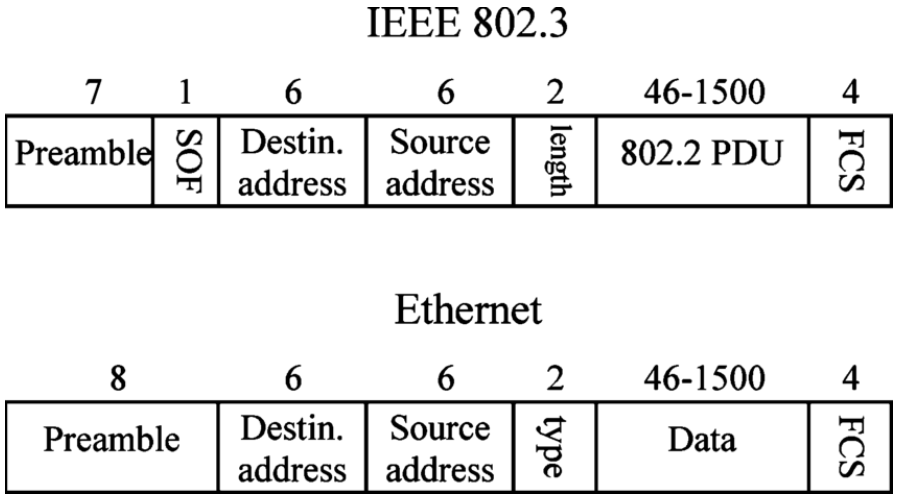 IEEE 802.3
7 1 6 6 2 46-1500 4
Preamble SOF Destin. address Source address length 802.2 PDU FCS
Ethernet
8 6 6 2 46-1500 4
Preamble Destin. address Source address type Data FCS